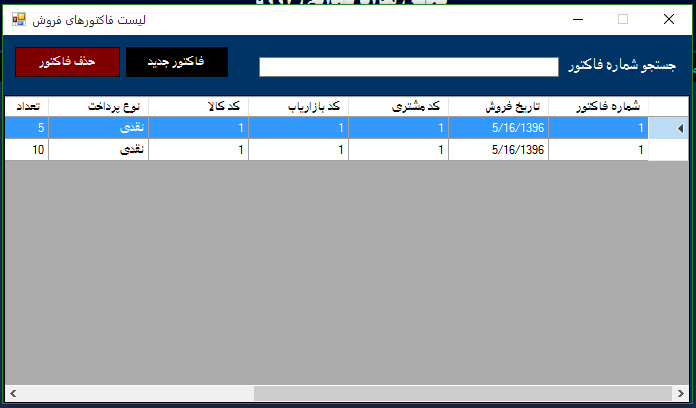 لیست فاکتورهای فروش
جستجو شماره فاکتور
فاکتور جدید
حذف فاکتور
شماره فاکتور تاریخ فروش کد مشتری کد بازاریاب کد کالا نوع پرداخت تعداد
1 5/16/1396 1 1 1 نقدی 5
1 5/16/1396 1 1 1 نقدی 10